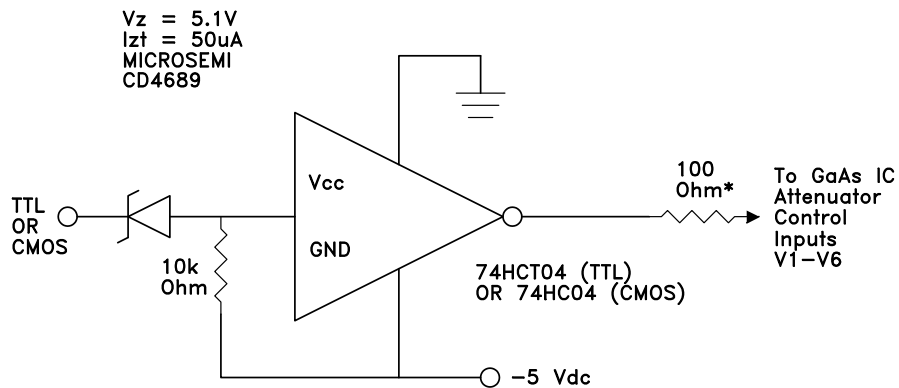 Vz = 5.1V
Izt = 50uA
MICROSEMI
CD4689
Vcc
GND
TTL
OR
CMOS
10k
Ohm
100
Ohm*
To GaAs IC
Attenuator
Control
Inputs
V1-V6
74HCT04 (TTL)
OR 74HC04 (CMOS)
-5 Vdc